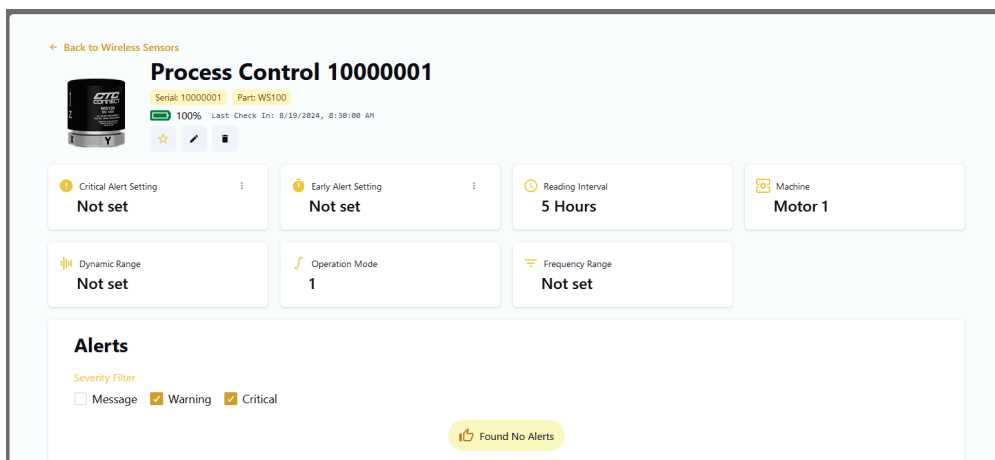 ← Back to Wireless Sensors
Process Control 10000001
Serial: 10000001 Part: WS100
100% Last Check In: 8/19/2024, 8:30:00 AM
CTC
CONNECT
Z
X Y
Critical Alert Setting
Not set
Early Alert Setting
Not set
Reading Interval
5 Hours
Machine
Motor 1
Dynamic Range
Not set
Operation Mode
1
Frequency Range
Not set
Alerts
Severity Filter
Message Warning Critical
Found No Alerts